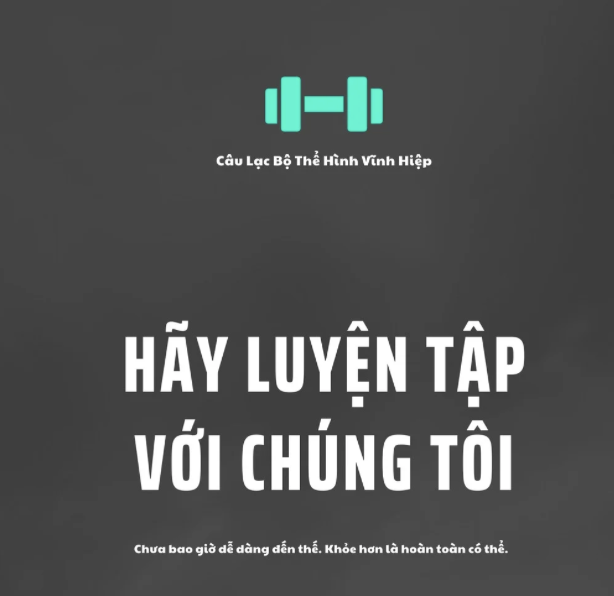 Câu Lạc Bộ Thể Hình Vĩnh Hiệp
HÃY LUYỆN TẬP
VỚI CHÚNG TÔI
Chưa bao giờ dễ dàng đến thế. Khỏe hơn là hoàn toàn có thể.